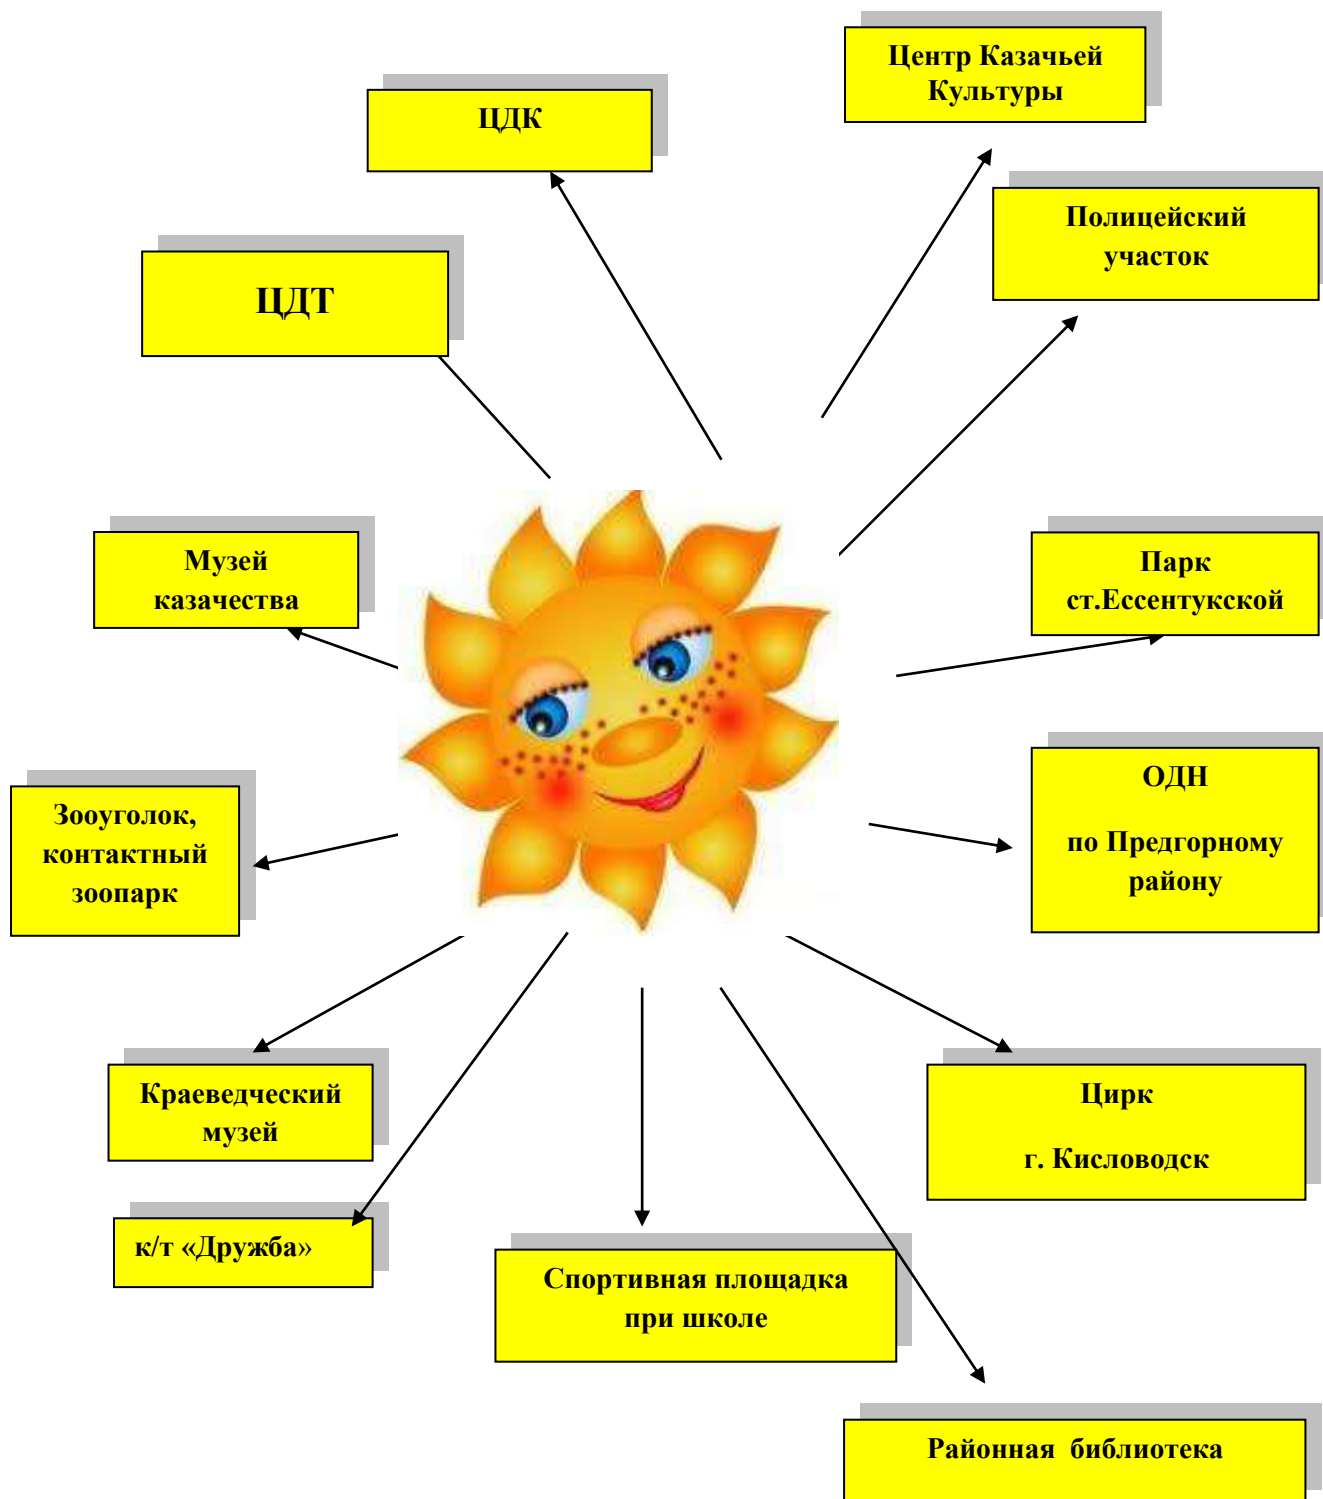 Центр Казачьей
Культуры
ЦДК
Полицейский
участок
ЦДТ
Музей
казачества
Парк
ст.Ессентукской
ОДН
по Предгорному
району
Зооуголок,
контактный
зоопарк
Краеведческий
музей
Цирк
г. Кисловодск
к/т «Дружба»
Спортивная площадка
при школе
Районная библиотека